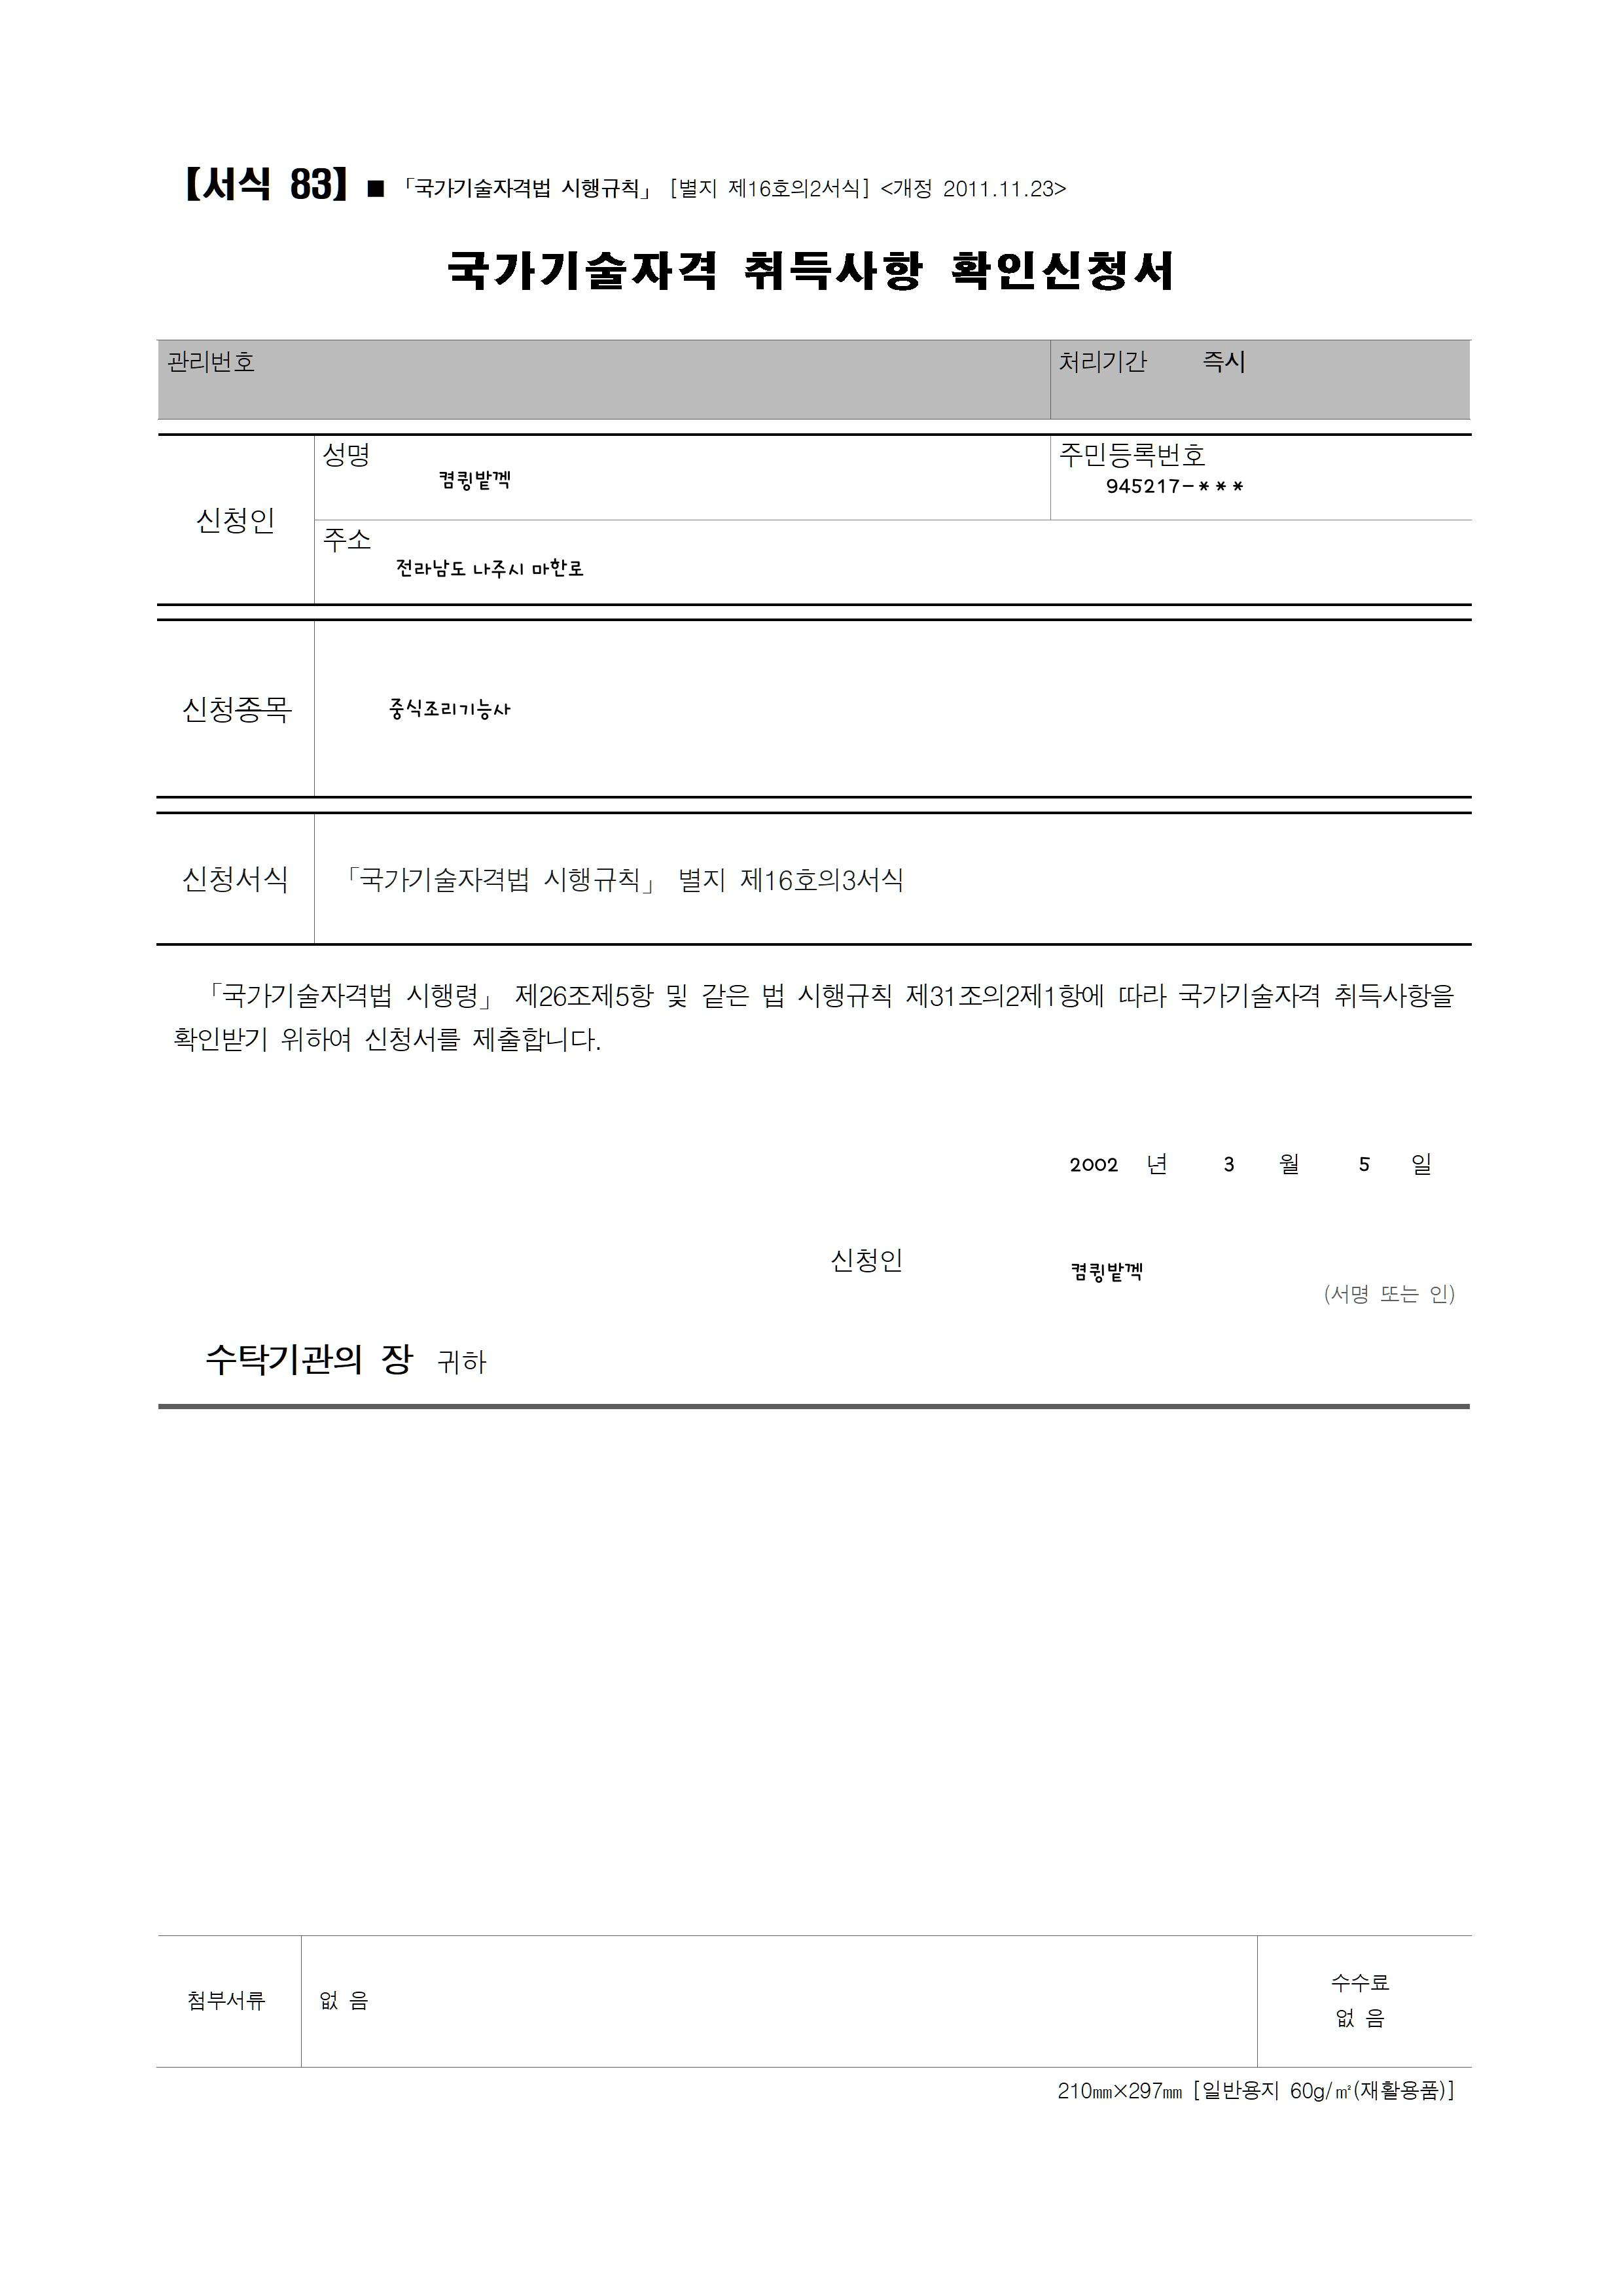 【서식 83】 ■ 「국가기술자격법 시행규칙」 [별지 제16호의2서식] <개정 2011.11.23>
국가기술자격 취득사항 확인신청서
관리번호
처리기간 즉시
신청인
성명
켬큉밭껙
주민등록번호
945217-***
주소
전라남도 나주시 마한로
신청종목
중식조리기능사
신청서식
「국가기술자격법 시행규칙」 별지 제16호의3서식
「국가기술자격법 시행령」 제26조제5항 및 같은 법 시행규칙 제31조의2제1항에 따라 국가기술자격 취득사항을
확인받기 위하여 신청서를 제출합니다.
2002 년 3 월 5 일
신청인 켬큉밭껙
(서명 또는 인)
수탁기관의 장 귀하
첨부서류
없 음
수수료
없 음
210㎜×297㎜ [일반용지 60g/㎡(재활용품)]